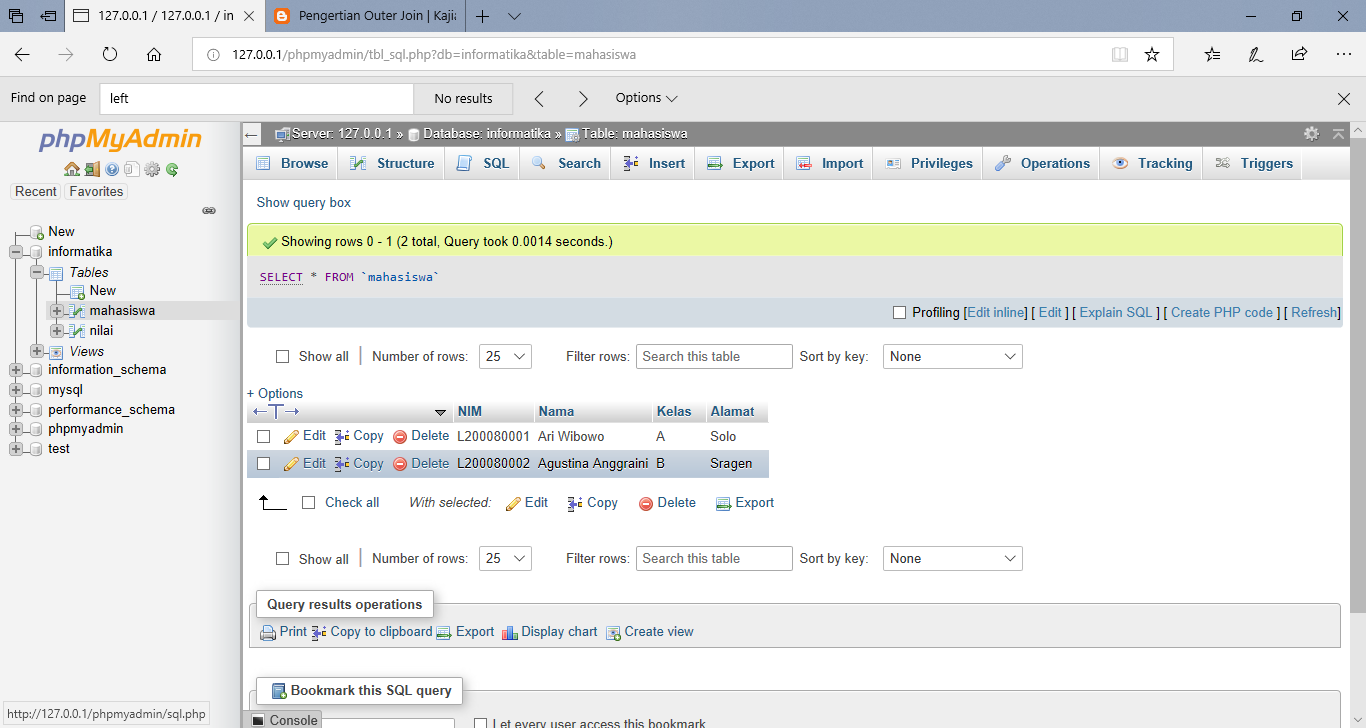 127.0.0.1 / 127.0.0.1 / in
Pengertian Outer Join | Kajia
127.0.0.1/phpmyadmin/tbl_sql.php?db=informatika&table=mahasiswa
Find on page left No results Options
phpMyAdmin
Recent Favorites
New
informatika
Tables
New
mahasiswa
nilai
Views
information_schema
mysql
performance_schema
phpmyadmin
test
http://127.0.0.1/phpmyadmin/sql.php
Server: 127.0.0.1 » Database: informatika » Table: mahasiswa
Browse Structure SQL Search Insert Export Import Privileges Operations Tracking Triggers
Show query box
Showing rows 0 - 1 (2 total, Query took 0.0014 seconds.)
SELECT * FROM `mahasiswa`
Profiling [Edit inline] [ Edit ] [ Explain SQL ] [ Create PHP code ] [ Refresh]
Show all | Number of rows: 25 Filter rows: Search this table Sort by key: None
+ Options
←T→ NIM Nama Kelas Alamat
Edit Copy Delete L200080001 Ari Wibowo A Solo
Edit Copy Delete L200080002 Agustina Anggraini B Sragen
Check all With selected: Edit Copy Delete Export
Show all | Number of rows: 25 Filter rows: Search this table Sort by key: None
Query results operations
Print Copy to clipboard Export Display chart Create view
Bookmark this SQL query
Console
Let every user access this bookmark